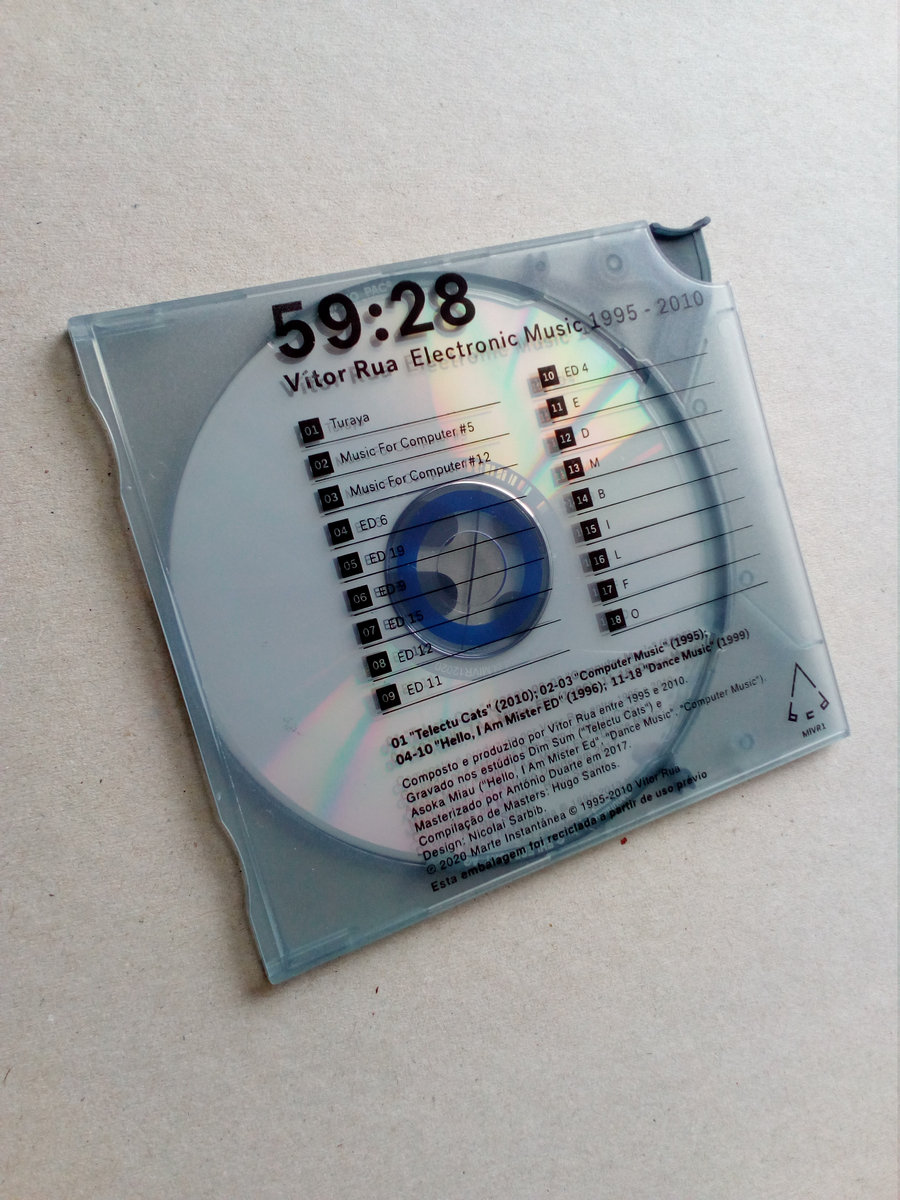 59:28
Vítor Rua Electronic Music 1995 - 2010
01 Turaya
02 Music For Computer #5
03 Music For Computer #12
04 ED 6
05 ED 19
06 ED 9
07 ED 15
08 ED 12
09 ED 11
10 ED 4
11 E
12 D
13 M
14 B
15 I
16 L
17 F
18 O
01 "Telectu Cats" (2010); 02-03 "Computer Music" (1995);
04-10 "Hello, I Am Mister ED" (1996); 11-18 "Dance Music" (1999)
Composto e produzido por Vítor Rua entre 1995 e 2010.
Gravado nos estúdios Dim Sum ("Telectu Cats") e
Asoka Miau ("Hello, I Am Mister Ed", "Dance Music", "Computer Music").
Masterizado por António Duarte em 2017.
Compilação de Masters: Hugo Santos.
Design: Nicolai Sarbib.
© 2020 Marte Instantânea © 1995-2010 Vítor Rua
Esta embalagem foi reciclada a partir de uso prévio
MIVR1